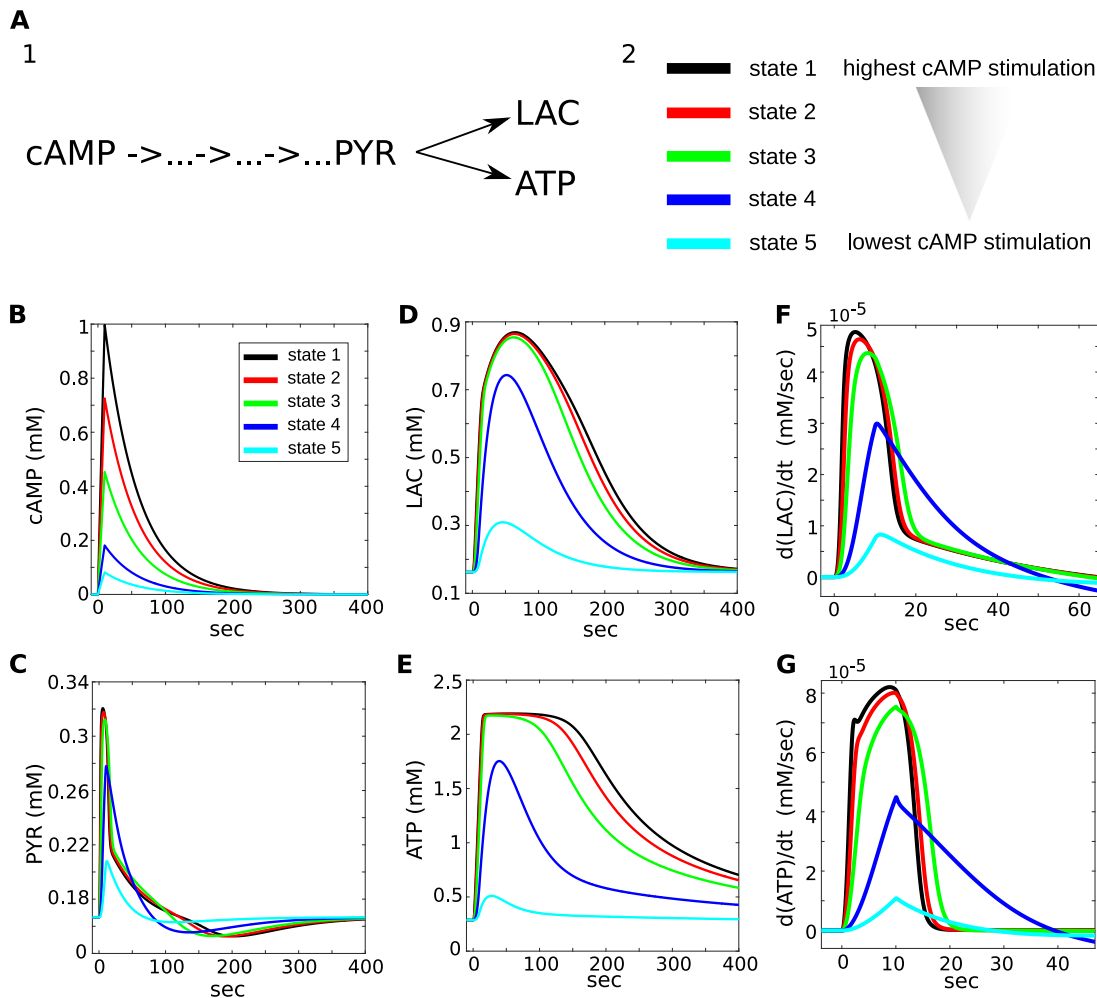 A
1
cAMP ->...->...->...PYR
LAC
ATP
2
state 1 highest cAMP stimulation
state 2
state 3
state 4
state 5 lowest cAMP stimulation
B
cAMP (mM)
1
0.8
0.6
0.4
0.2
0
0 100 200 300 400
sec
state 1
state 2
state 3
state 4
state 5
D
LAC (mM)
0.9
0.7
0.5
0.3
0.1
0 100 200 300 400
sec
F
10-5
d(LAC)/dt (mM/sec)
5
4
3
2
1
0
0 20 40 60
sec
C
PYR (mM)
0.34
0.3
0.26
0.22
0.18
0.14
0 100 200 300 400
sec
E
ATP (mM)
2.5
2
1.5
1
0.5
0
0 100 200 300 400
sec
G
10-5
d(ATP)/dt (mM/sec)
8
6
4
2
0
0 20 40
sec